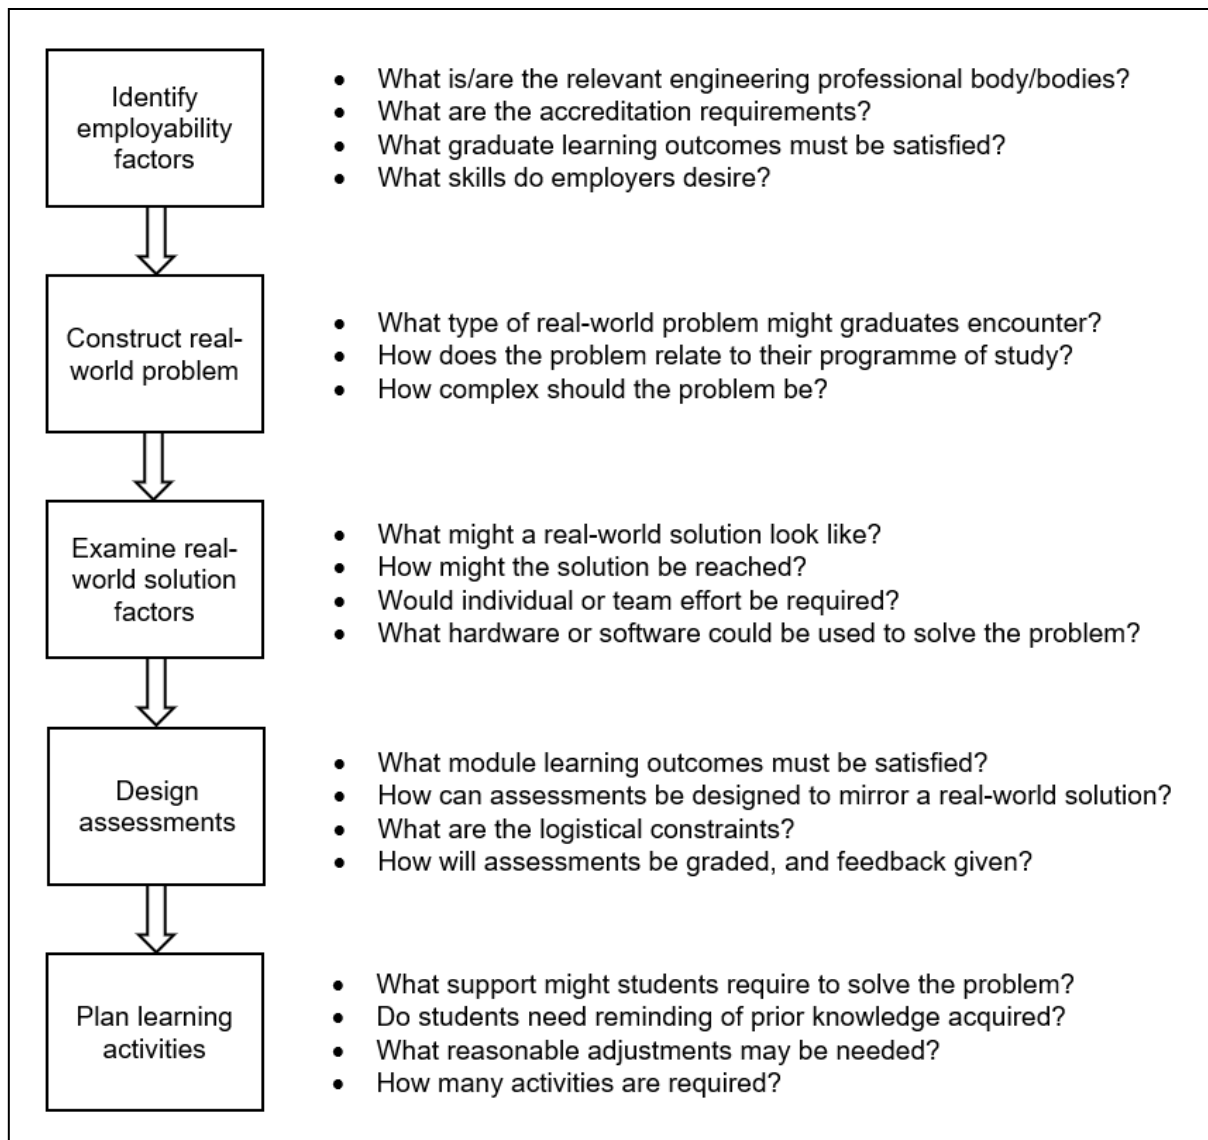 Identify
employability
factors
• What is/are the relevant engineering professional body/bodies?
• What are the accreditation requirements?
• What graduate learning outcomes must be satisfied?
• What skills do employers desire?
Construct real-
world problem
• What type of real-world problem might graduates encounter?
• How does the problem relate to their programme of study?
• How complex should the problem be?
Examine real-
world solution
factors
• What might a real-world solution look like?
• How might the solution be reached?
• Would individual or team effort be required?
• What hardware or software could be used to solve the problem?
Design
assessments
• What module learning outcomes must be satisfied?
• How can assessments be designed to mirror a real-world solution?
• What are the logistical constraints?
• How will assessments be graded, and feedback given?
Plan learning
activities
• What support might students require to solve the problem?
• Do students need reminding of prior knowledge acquired?
• What reasonable adjustments may be needed?
• How many activities are required?